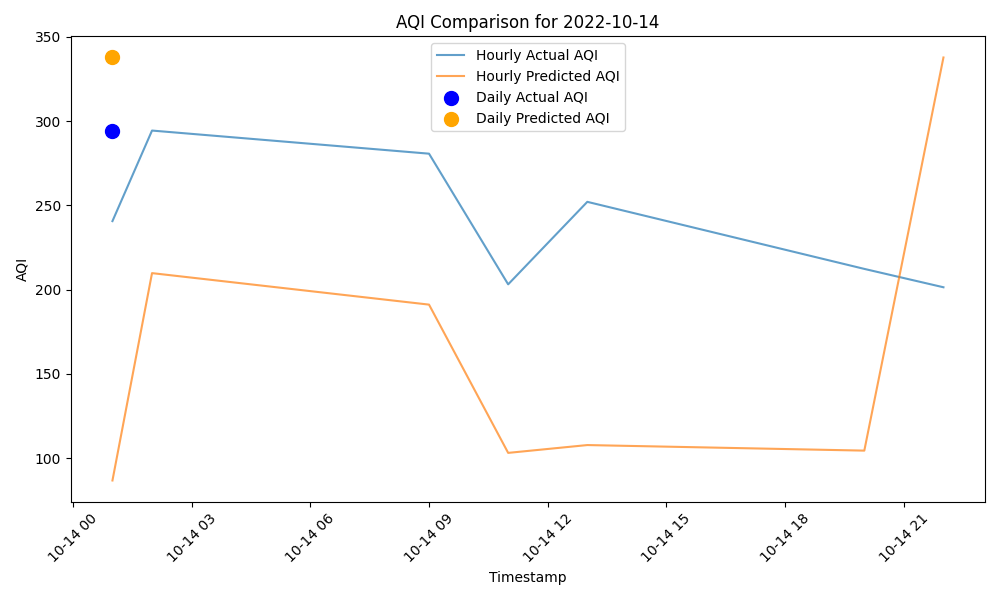 AQI Comparison for 2022-10-14
Hourly Actual AQI
Hourly Predicted AQI
Daily Actual AQI
Daily Predicted AQI
AQI
350
300
250
200
150
100
10-14 00
10-14 03
10-14 06
10-14 09
10-14 12
10-14 15
10-14 18
10-14 21
Timestamp